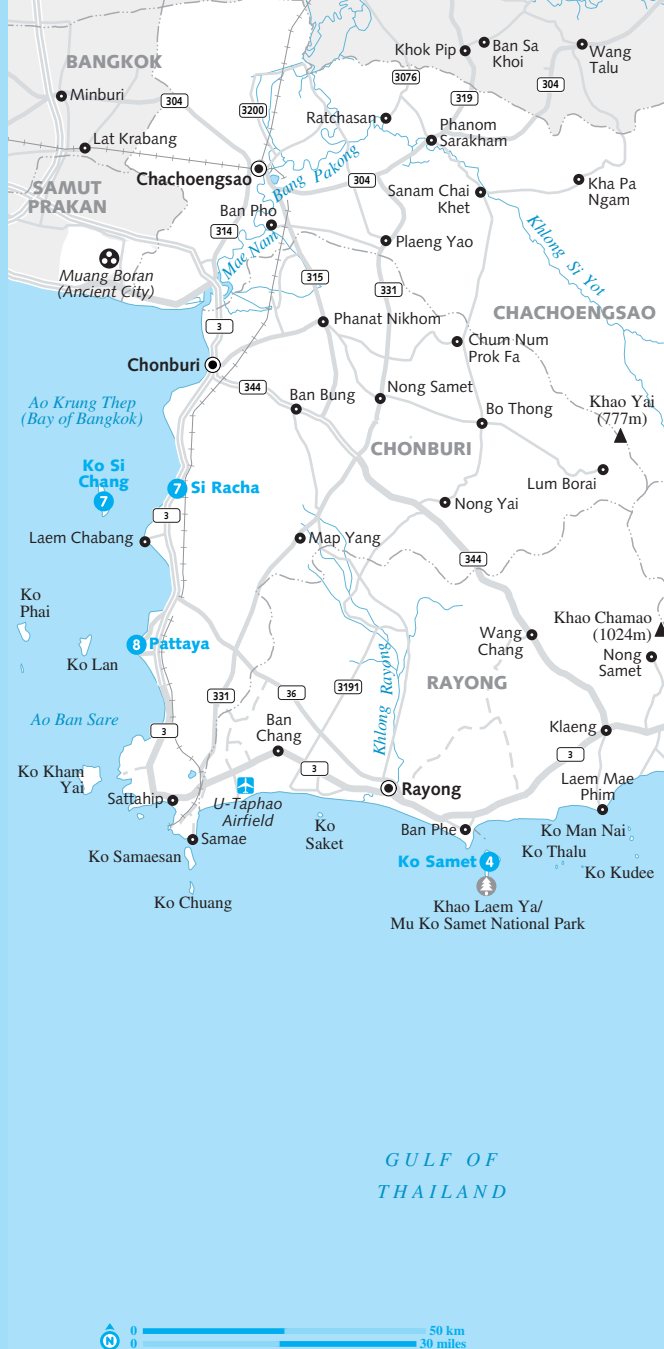 Khok Pip
Ban Sa
Khoi
Wang
Talu
BANGKOK
3076
304
Minburi
304
3200
319
Ratchasan
Phanom
Sarakham
Lat Krabang
Chachoengsao
Bang Pakong
304
Sanam Chai
Khet
Kha Pa
Ngam
SAMUT
PRAKAN
Ban Pho
314
Mae Nam
Plaeng Yao
Khlong Si Yot
Muang Boran
(Ancient City)
315
331
CHACHOENGSAO
3
Phanat Nikhom
Chum Num
Prok Fa
Chonburi
344
Ban Bung
Nong Samet
Bo Thong
Khao Yai
(777m)
Ao Krung Thep
(Bay of Bangkok)
CHONBURI
Ko Si
Chang
7
7 Si Racha
Lum Borai
3
Nong Yai
Laem Chabang
Map Yang
344
Ko
Phai
Khao Chamao
(1024m)
Wang
Chang
8 Pattaya
Ko Lan
Nong
Samet
Khlong Rayong
RAYONG
331
36
3191
Ao Ban Sare
3
Ban
Chang
Klaeng
3
3
Ko Kham
Yai
Sattahip
U-Taphao
Airfield
Rayong
Laem Mae
Phim
Ko
Saket
Ban Phe
Ko Man Nai
Samae
Ko Samaesan
Ko Samet 4
Ko Thalu
Ko Kudee
Ko Chuang
Khao Laem Ya/
Mu Ko Samet National Park
GULF OF
THAILAND
N
0 50 km
0 30 miles